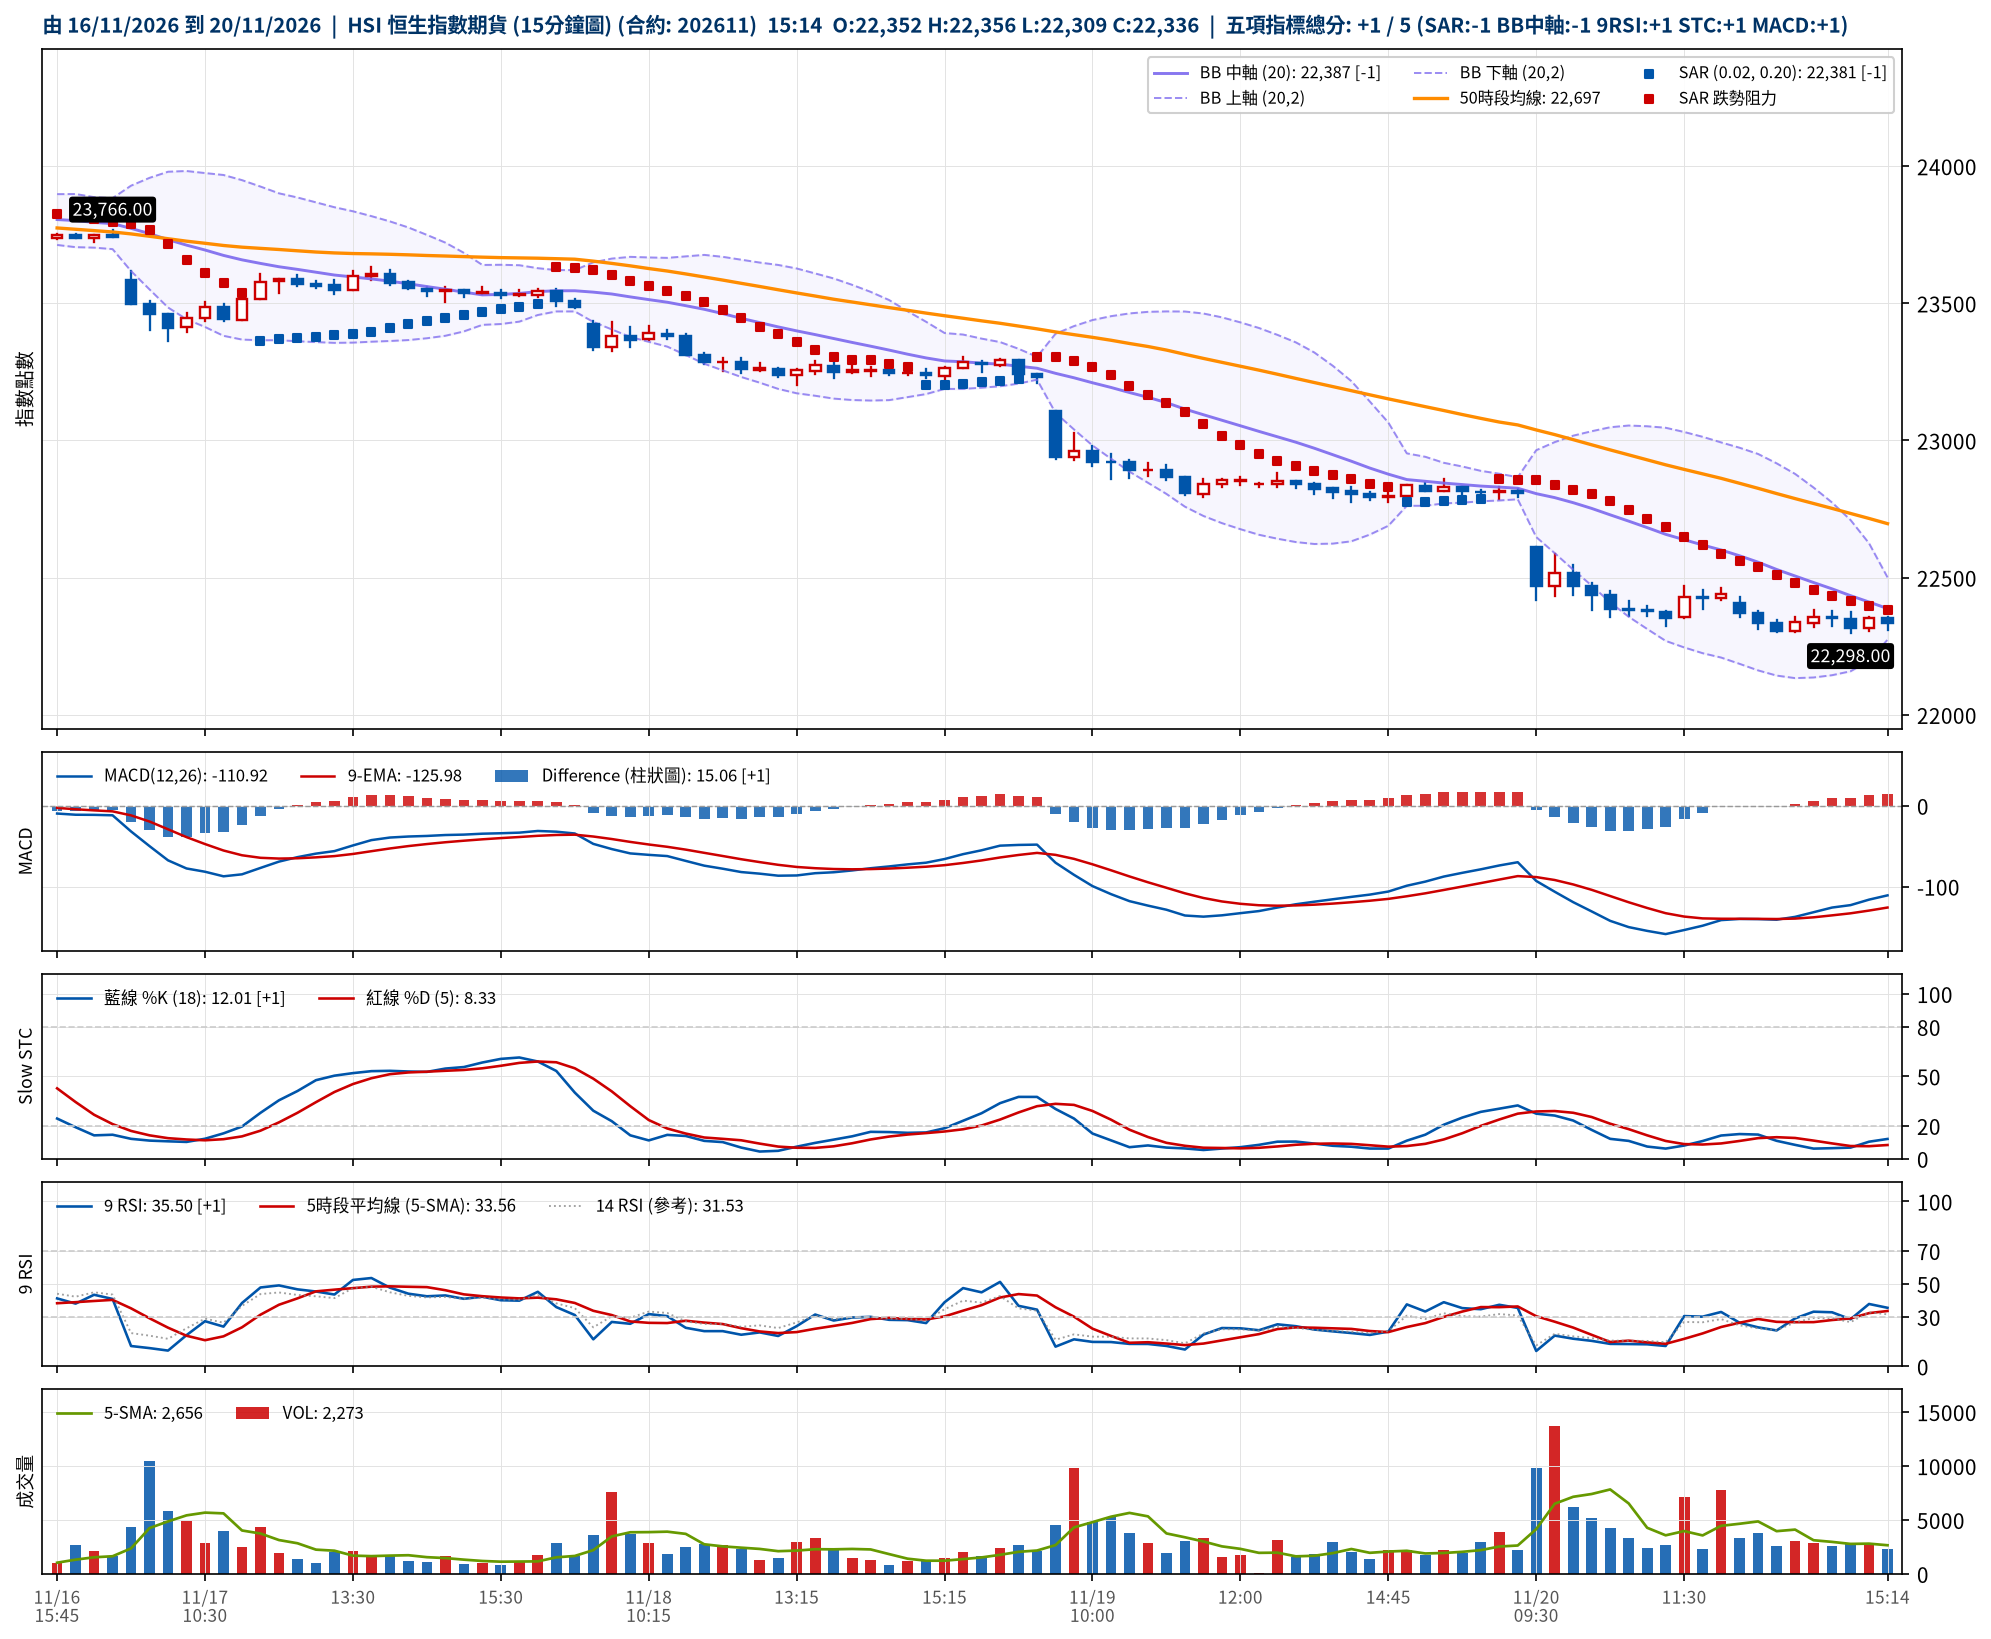 由 16/11/2026 到 20/11/2026 | HSI 恒生指數期貨 (15分鐘圖) (合約: 202611) 15:14 O:22,352 H:22,356 L:22,309 C:22,336 | 五項指標總分: +1 / 5 (SAR:-1 BB中軸:-1 9RSI:+1 STC:+1 MACD:+1)
BB 中軸 (20): 22,387 [-1]
BB 上軸 (20,2)
BB 下軸 (20,2)
50時段均線: 22,697
SAR (0.02, 0.20): 22,381 [-1]
SAR 跌勢阻力
23,766.00
22,298.00
指數點數
24000
23500
23000
22500
22000
MACD(12,26): -110.92
9-EMA: -125.98
Difference (柱狀圖): 15.06 [+1]
MACD
0
-100
藍線 %K (18): 12.01 [+1]
紅線 %D (5): 8.33
Slow STC
100
80
50
20
0
9 RSI: 35.50 [+1]
5時段平均線 (5-SMA): 33.56
14 RSI (參考): 31.53
9 RSI
100
70
50
30
0
5-SMA: 2,656
VOL: 2,273
成交量
15000
10000
5000
0
11/16
15:45
11/17
10:30
13:30
15:30
11/18
10:15
13:15
15:15
11/19
10:00
12:00
14:45
11/20
09:30
11:30
15:14